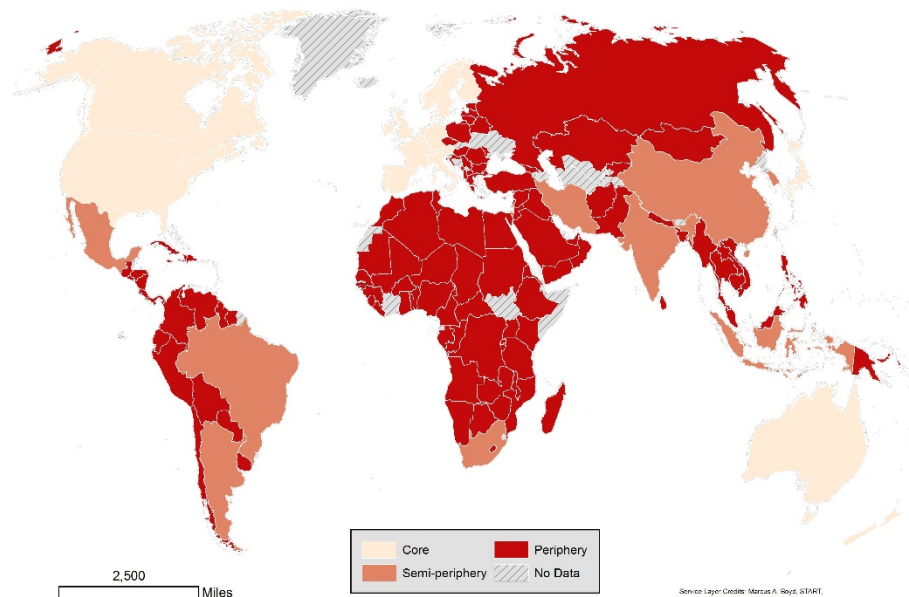 Core
Periphery
Semi-periphery
No Data
2,500
Miles
Service Layer Credits: Marcus A. Boyd, START,